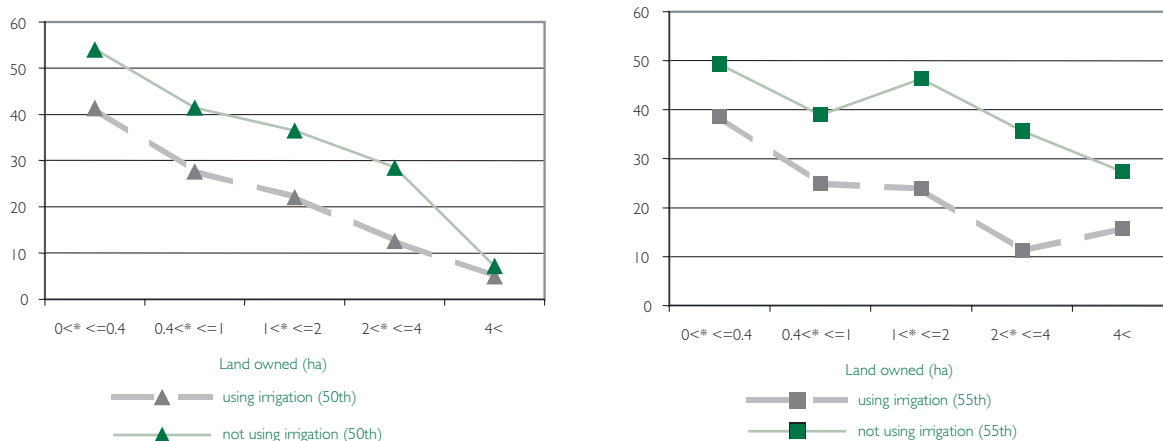 60
50
40
30
20
10
0
0<* <=0.4 0.4<* <=1 1<* <=2 2<* <=4 4<
Land owned (ha)
using irrigation (50th)
not using irrigation (50th)
60
50
40
30
20
10
0
0<* <=0.4 0.4<* <=1 1<* <=2 2<* <=4 4<
Land owned (ha)
using irrigation (55th)
not using irrigation (55th)